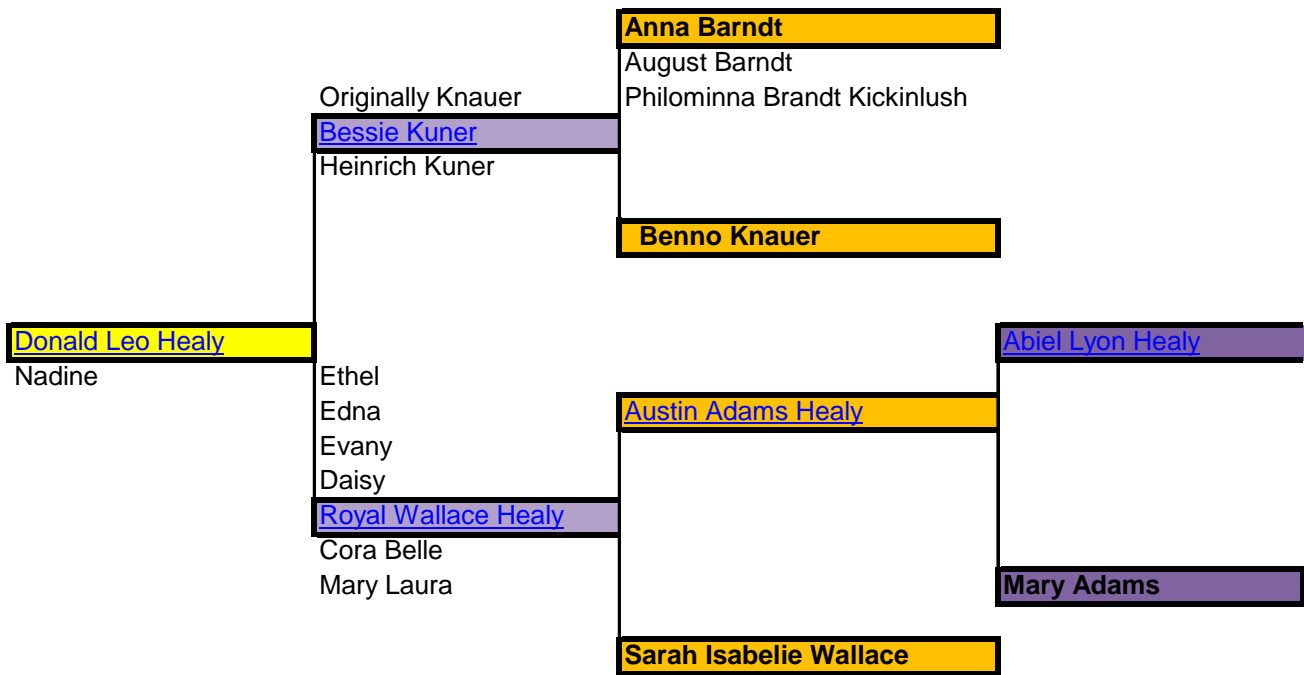 Anna Barndt
August Barndt
Originally Knauer
Philominna Brandt Kickinlush
Bessie Kuner
Heinrich Kuner
Benno Knauer
Donald Leo Healy
Abiel Lyon Healy
Nadine
Ethel
Edna
Austin Adams Healy
Evany
Daisy
Royal Wallace Healy
Cora Belle
Mary Laura
Mary Adams
Sarah Isabelie Wallace